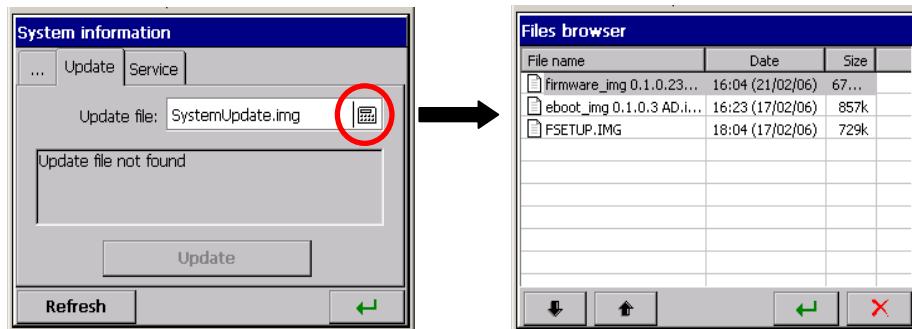 System information
... Update Service
Update file: SystemUpdate.img
Update file not found
Update
Refresh
Files browser
File name Date Size
firmware_img 0.1.0.23... 16:04 (21/02/06) 67...
eboot_img 0.1.0.3 AD.i... 16:23 (17/02/06) 857k
FSETUP.IMG 18:04 (17/02/06) 729k